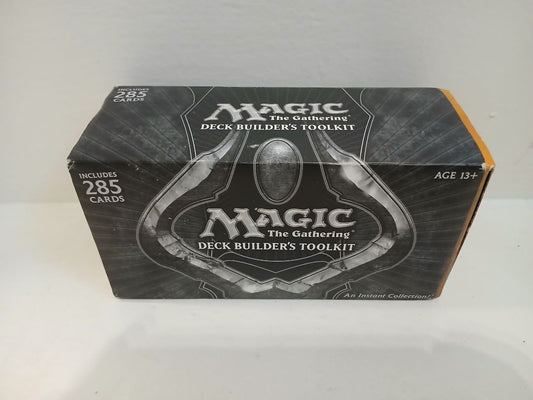 INCLUDES
285
CARDS
MAGIC
The Gathering®
DECK BUILDER'S TOOLKIT
INCLUDES
285
CARDS
AGE 13+
MAGIC
The Gathering®
DECK BUILDER'S TOOLKIT
An Instant Collection!